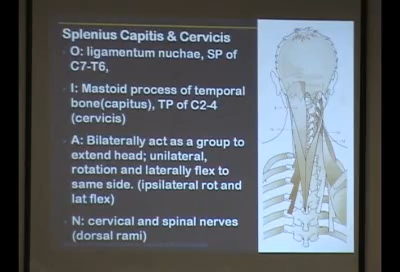 Splenius Capitis & Cervicis
O: ligamentum nuchae, SP of
C7-T6,
I: Mastoid process of temporal
bone(capitus), TP of C2-4
(cervicis)
A: Bilaterally act as a group to
extend head; unilateral,
rotation and laterally flex to
same side. (ipsilateral rot and
lat flex)
N: cervical and spinal nerves
(dorsal rami)